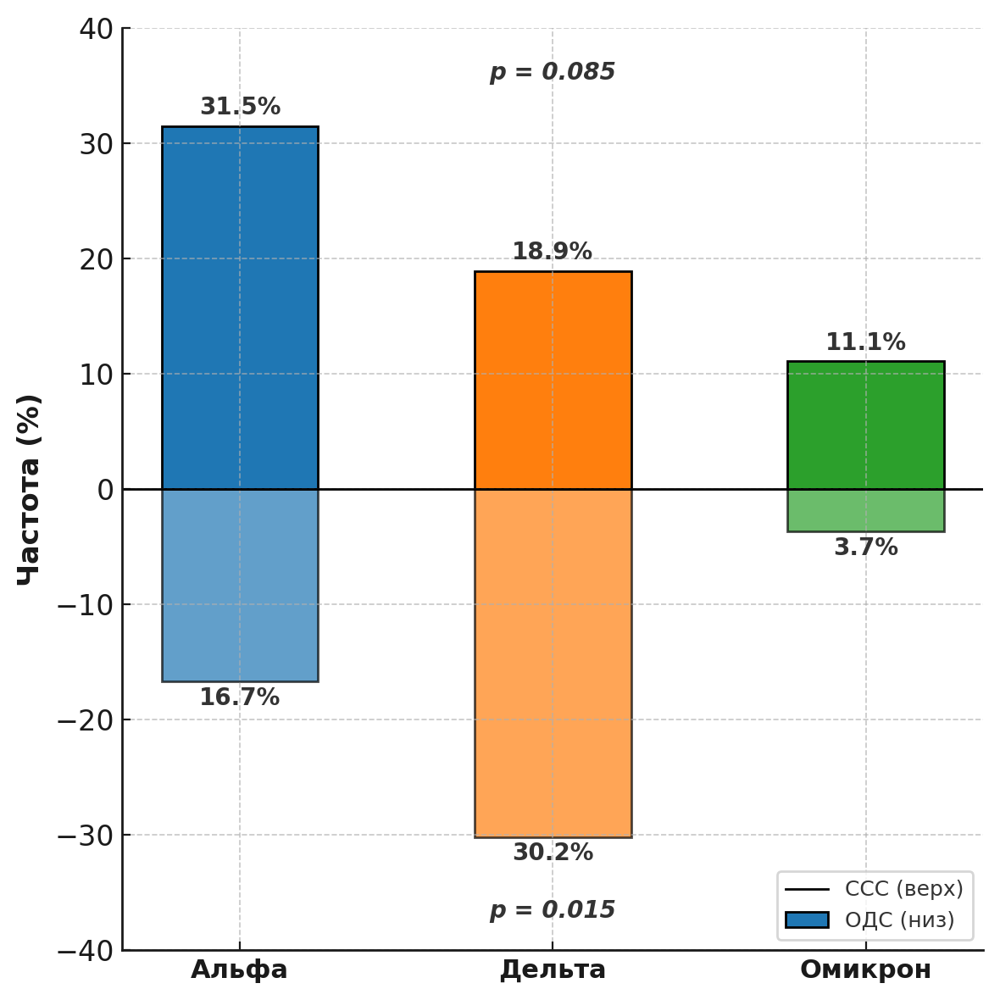 40
p = 0.085
31.5%
30
18.9%
20
11.1%
10
Частота (%)
0
3.7%
−10
16.7%
−20
−30
30.2%
p = 0.015
ССС (верх)
ОДС (низ)
−40
Альфа
Дельта
Омикрон